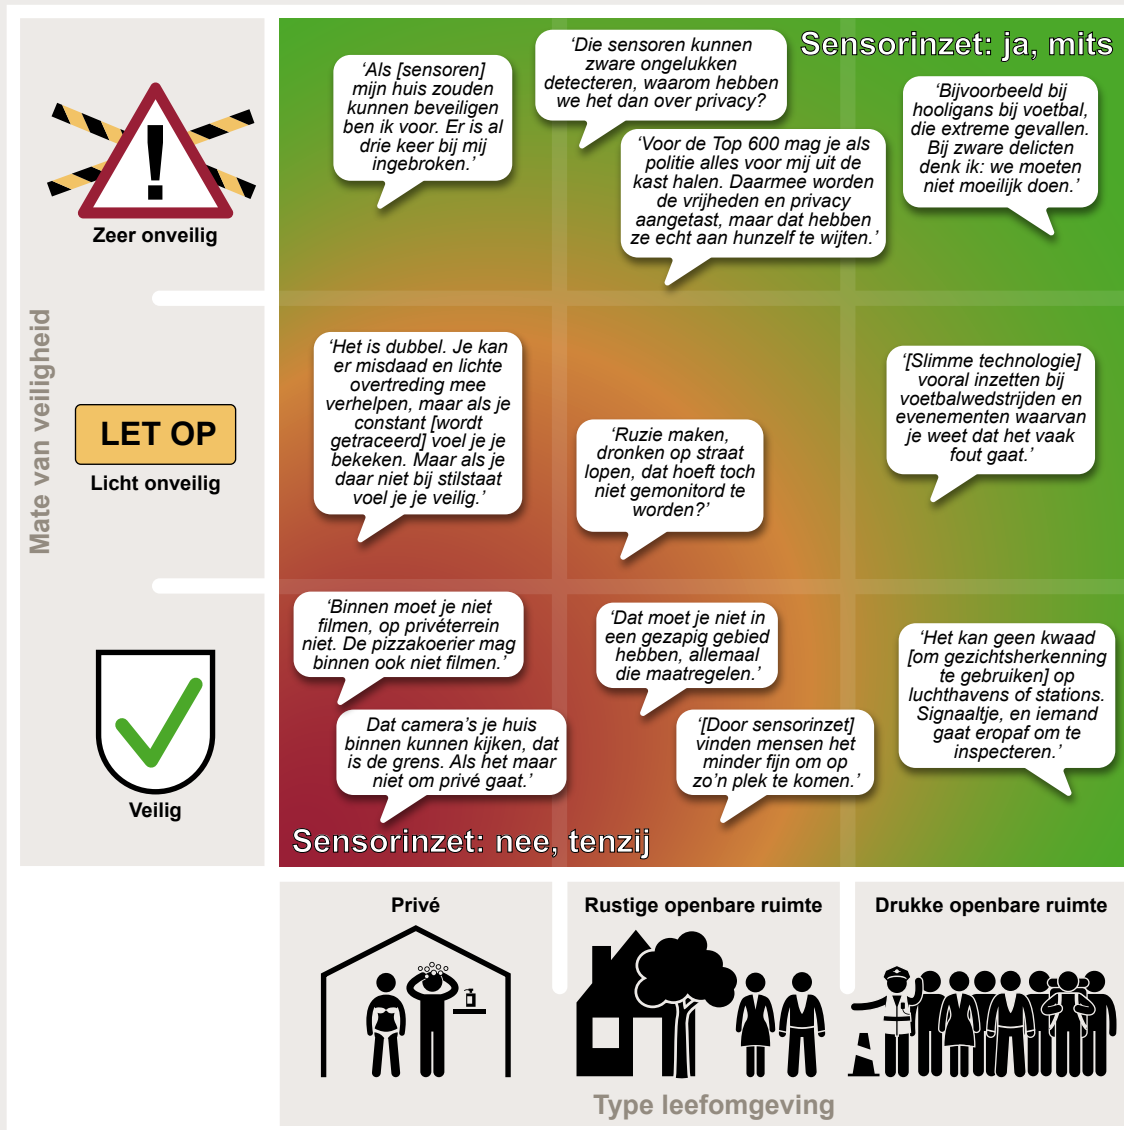 Sensorinzet: ja, mits
‘Als [sensoren]
mijn huis zouden
kunnen beveiligen
ben ik voor. Er is al
drie keer bij mij
ingebroken.’
‘Die sensoren kunnen
zware ongelukken
detecteren, waarom hebben
we het dan over privacy?
‘Voor de Top 600 mag je als
politie alles voor mij uit de
kast halen. Daarmee worden
de vrijheden en privacy
aangetast, maar dat hebben
ze echt aan hunzelf te wijten.’
‘Bijvoorbeeld bij
hooligans bij voetbal,
die extreme gevallen.
Bij zware delicten
denk ik: we moeten
niet moeilijk doen.’
Zeer onveilig
Mate van veiligheid
LET OP
Licht onveilig
‘Het is dubbel. Je kan
er misdaad en lichte
overtreding mee
verhelpen, maar als je
constant [wordt
getraceerd] voel je je
bekeken. Maar als je
daar niet bij stilstaat
voel je je veilig.’
‘Ruzie maken,
dronken op straat
lopen, dat hoeft toch
niet gemonitord te
worden?’
‘[Slimme technologie]
vooral inzetten bij
voetbalwedstrijden en
evenementen waarvan
je weet dat het vaak
fout gaat.’
Veilig
‘Binnen moet je niet
filmen, op privéterrein
niet. De pizzakoerier mag
binnen ook niet filmen.’
Dat camera’s je huis
binnen kunnen kijken, dat
is de grens. Als het maar
niet om privé gaat.’
‘Dat moet je niet in
een gezapig gebied
hebben, allemaal
die maatregelen.’
‘[Door sensorinzet]
vinden mensen het
minder fijn om op
zo’n plek te komen.’
‘Het kan geen kwaad
[om gezichtsherkenning
te gebruiken] op
luchthavens of stations.
Signaaltje, en iemand
gaat eropaf om te
inspecteren.’
Sensorinzet: nee, tenzij
Privé
Rustige openbare ruimte
Drukke openbare ruimte
Type leefomgeving